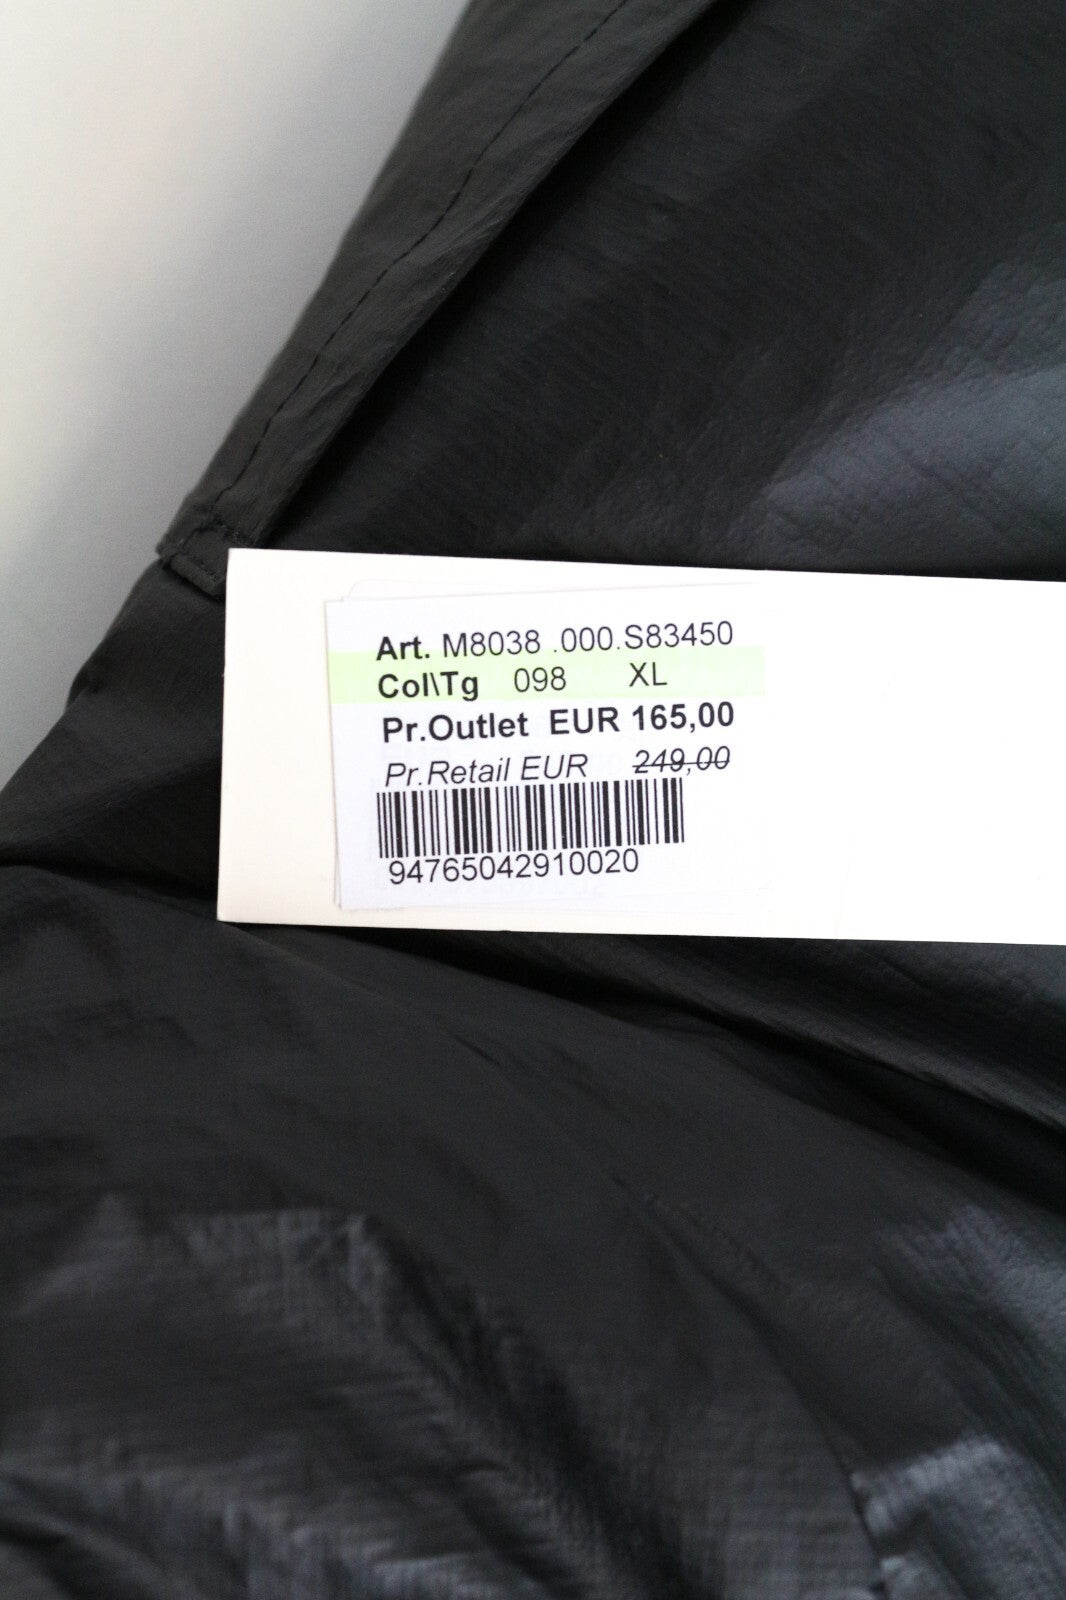 Art. M8038 .000.S83450
Col\Tg 098 XL
Pr.Outlet EUR 165,00
Pr.Retail EUR 249,00
94765042910020